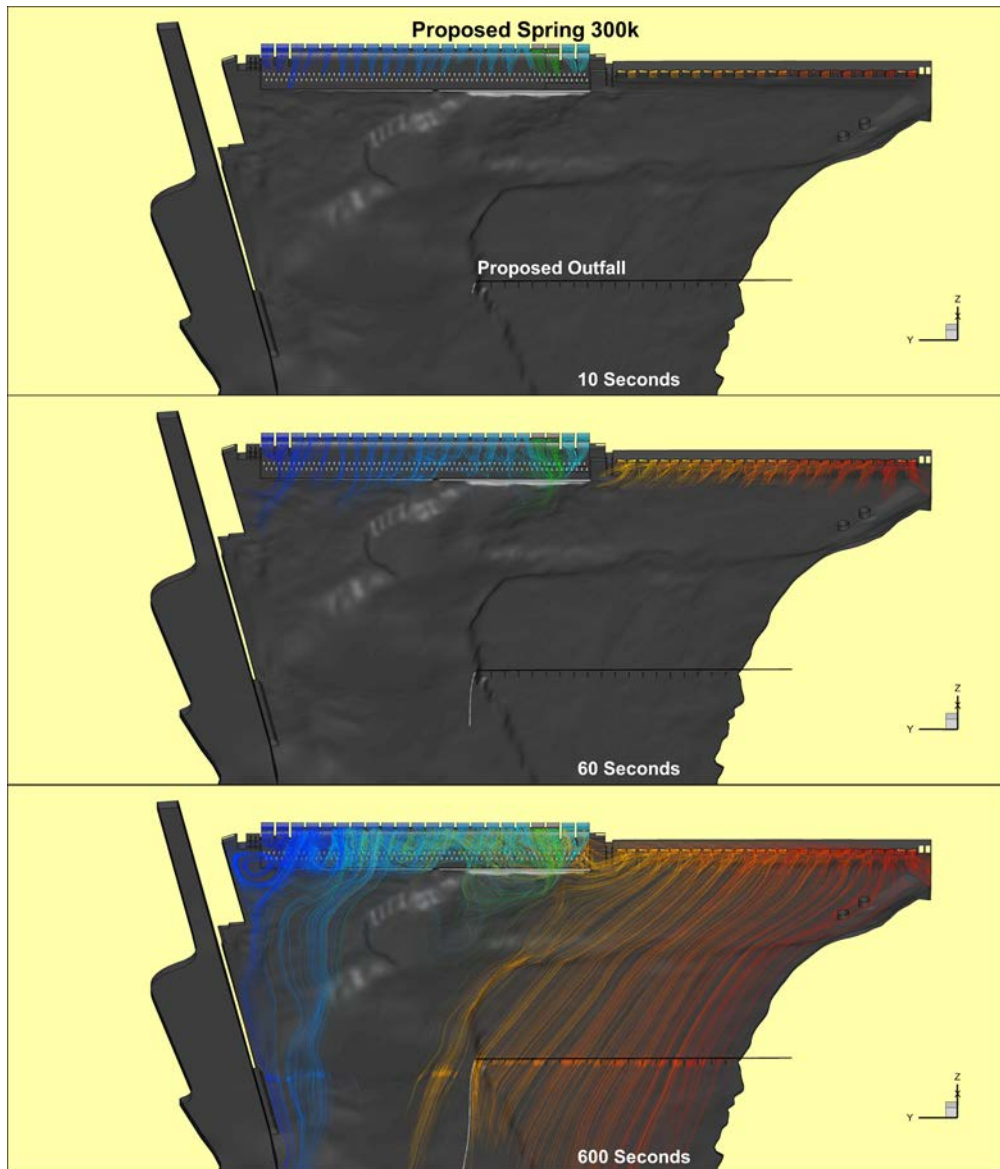 Proposed Spring 300k
Proposed Outfall
Z
X
Y
10 Seconds
Z
X
Y
60 Seconds
Z
X
Y
600 Seconds